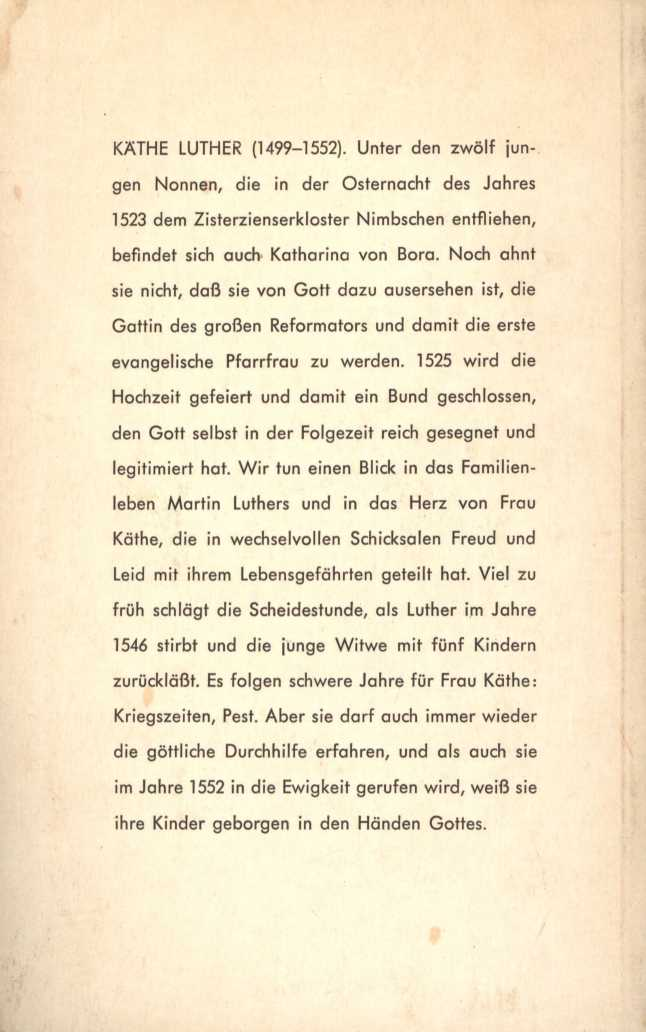 KÄTHE LUTHER (1499–1552). Unter den zwölf jun-
gen Nonnen, die in der Osternacht des Jahres
1523 dem Zisterzienserkloster Nimbschen entfliehen,
befindet sich auch Katharina von Bora. Noch ahnt
sie nicht, daß sie von Gott dazu ausersehen ist, die
Gattin des großen Reformators und damit die erste
evangelische Pfarrfrau zu werden. 1525 wird die
Hochzeit gefeiert und damit ein Bund geschlossen,
den Gott selbst in der Folgezeit reich gesegnet und
legitimiert hat. Wir tun einen Blick in das Familien-
leben Martin Luthers und in das Herz von Frau
Käthe, die in wechselvollen Schicksalen Freud und
Leid mit ihrem Lebensgefährten geteilt hat. Viel zu
früh schlägt die Scheidestunde, als Luther im Jahre
1546 stirbt und die junge Witwe mit fünf Kindern
zurückläßt. Es folgen schwere Jahre für Frau Käthe:
Kriegszeiten, Pest. Aber sie darf auch immer wieder
die göttliche Durchhilfe erfahren, und als auch sie
im Jahre 1552 in die Ewigkeit gerufen wird, weiß sie
ihre Kinder geborgen in den Händen Gottes.